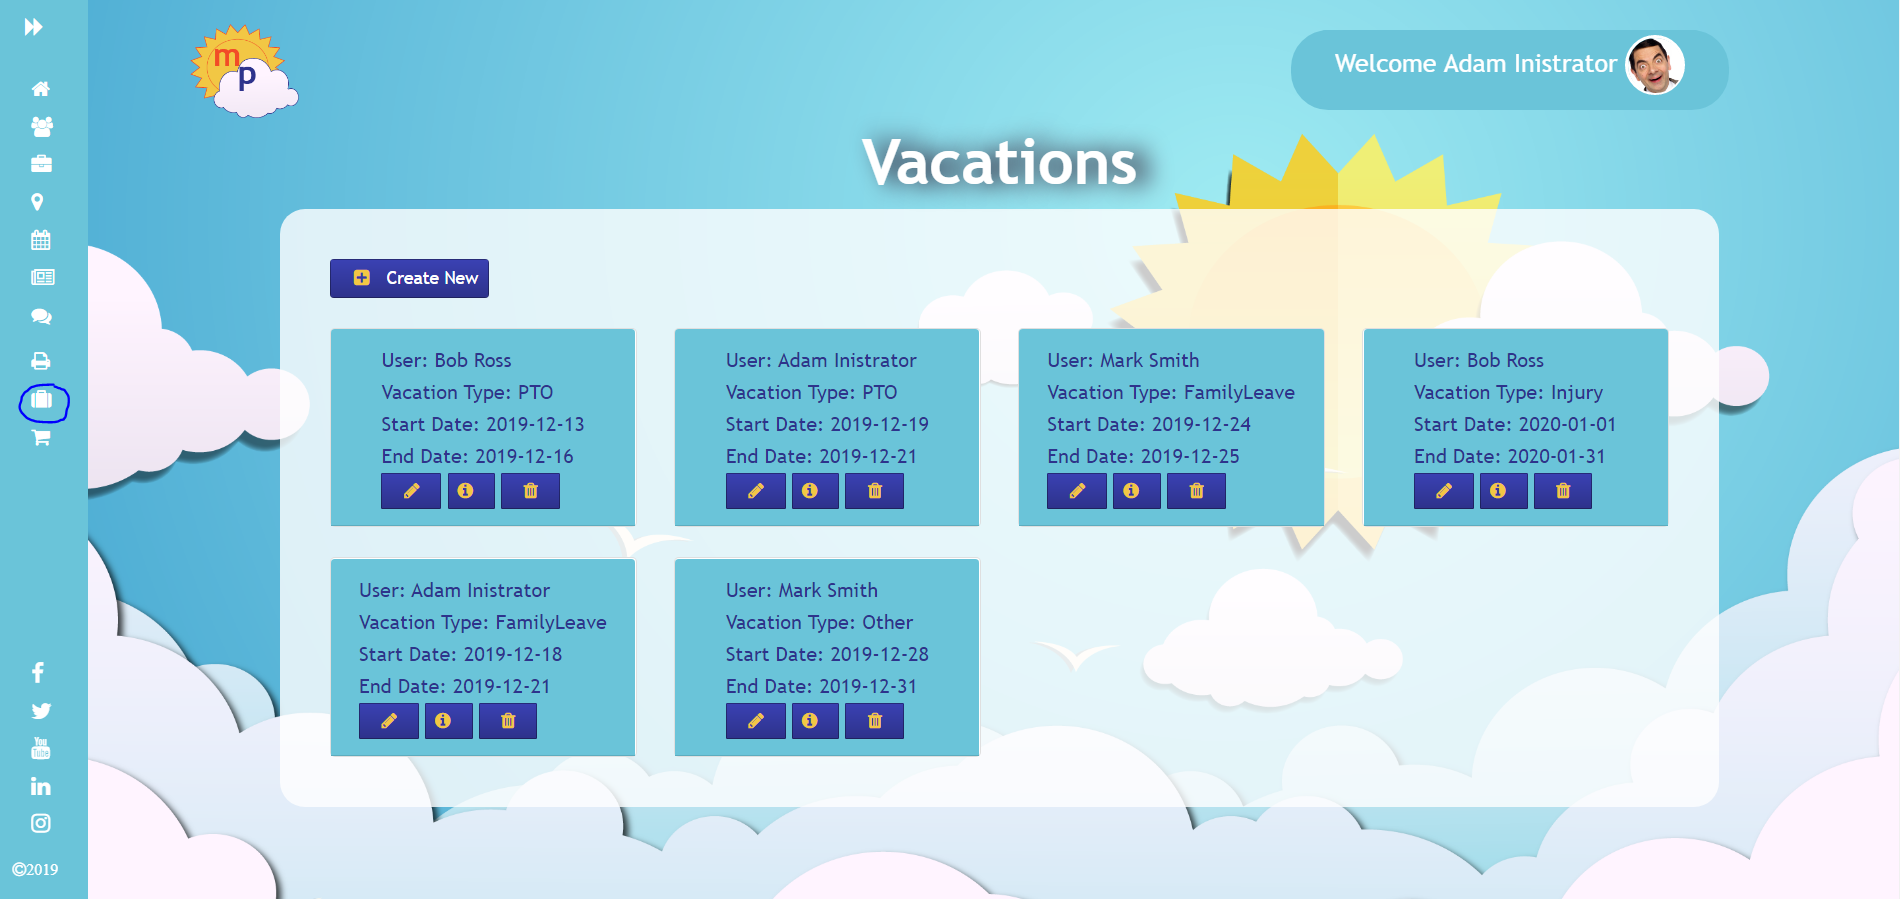 mp
Welcome Adam Inistrator
Vacations
Create New
User: Bob Ross
Vacation Type: PTO
Start Date: 2019-12-13
End Date: 2019-12-16
User: Adam Inistrator
Vacation Type: PTO
Start Date: 2019-12-19
End Date: 2019-12-21
User: Mark Smith
Vacation Type: FamilyLeave
Start Date: 2019-12-24
End Date: 2019-12-25
User: Bob Ross
Vacation Type: Injury
Start Date: 2020-01-01
End Date: 2020-01-31
User: Adam Inistrator
Vacation Type: FamilyLeave
Start Date: 2019-12-18
End Date: 2019-12-21
User: Mark Smith
Vacation Type: Other
Start Date: 2019-12-28
End Date: 2019-12-31
You
Tube
©2019